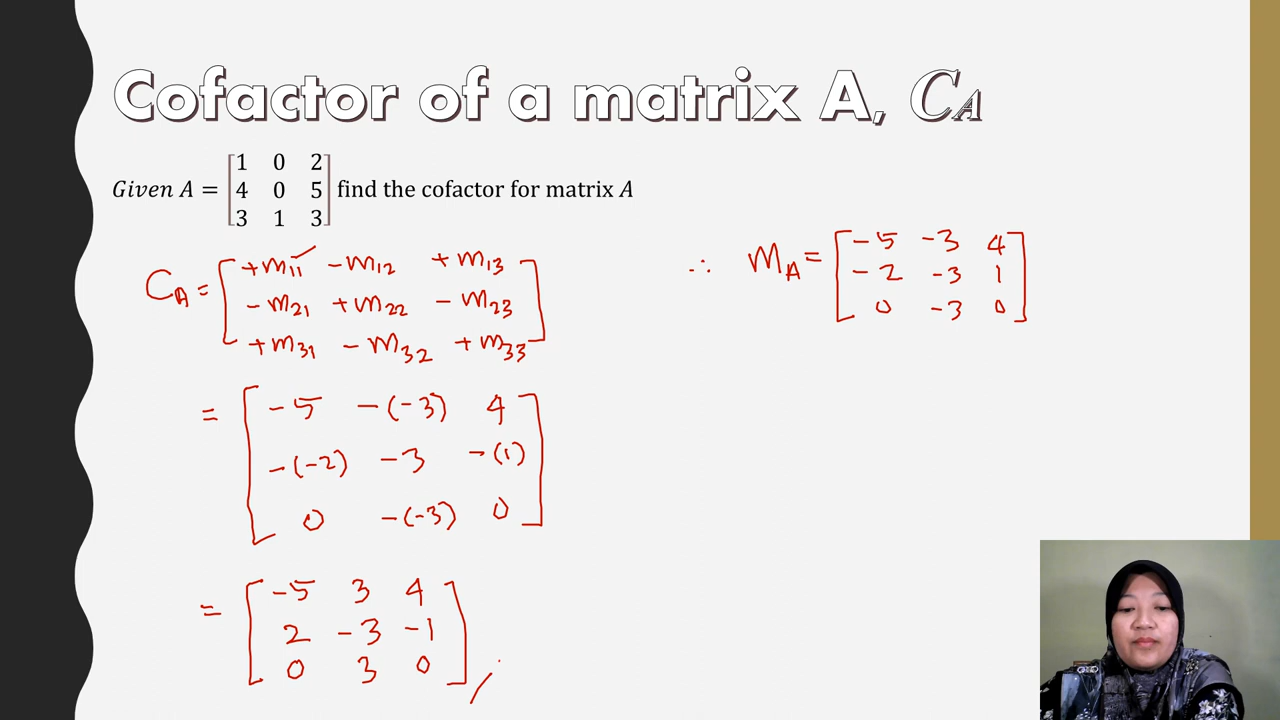 Cofactor of a matrix A, C_A
Given A = [1 0 2
4 0 5
3 1 3] find the cofactor for matrix A
C_A = [+m11 -m12 +m13
-m21 +m22 -m23
+m31 -m32 +m33]
= [-5 -(-3) 4
-(-2) -3 -(1)
0 -(-3) 0]
= [-5 3 4
2 -3 -1
0 3 0]
∴ m_A = [-5 -3 4
-2 -3 1
0 -3 0]